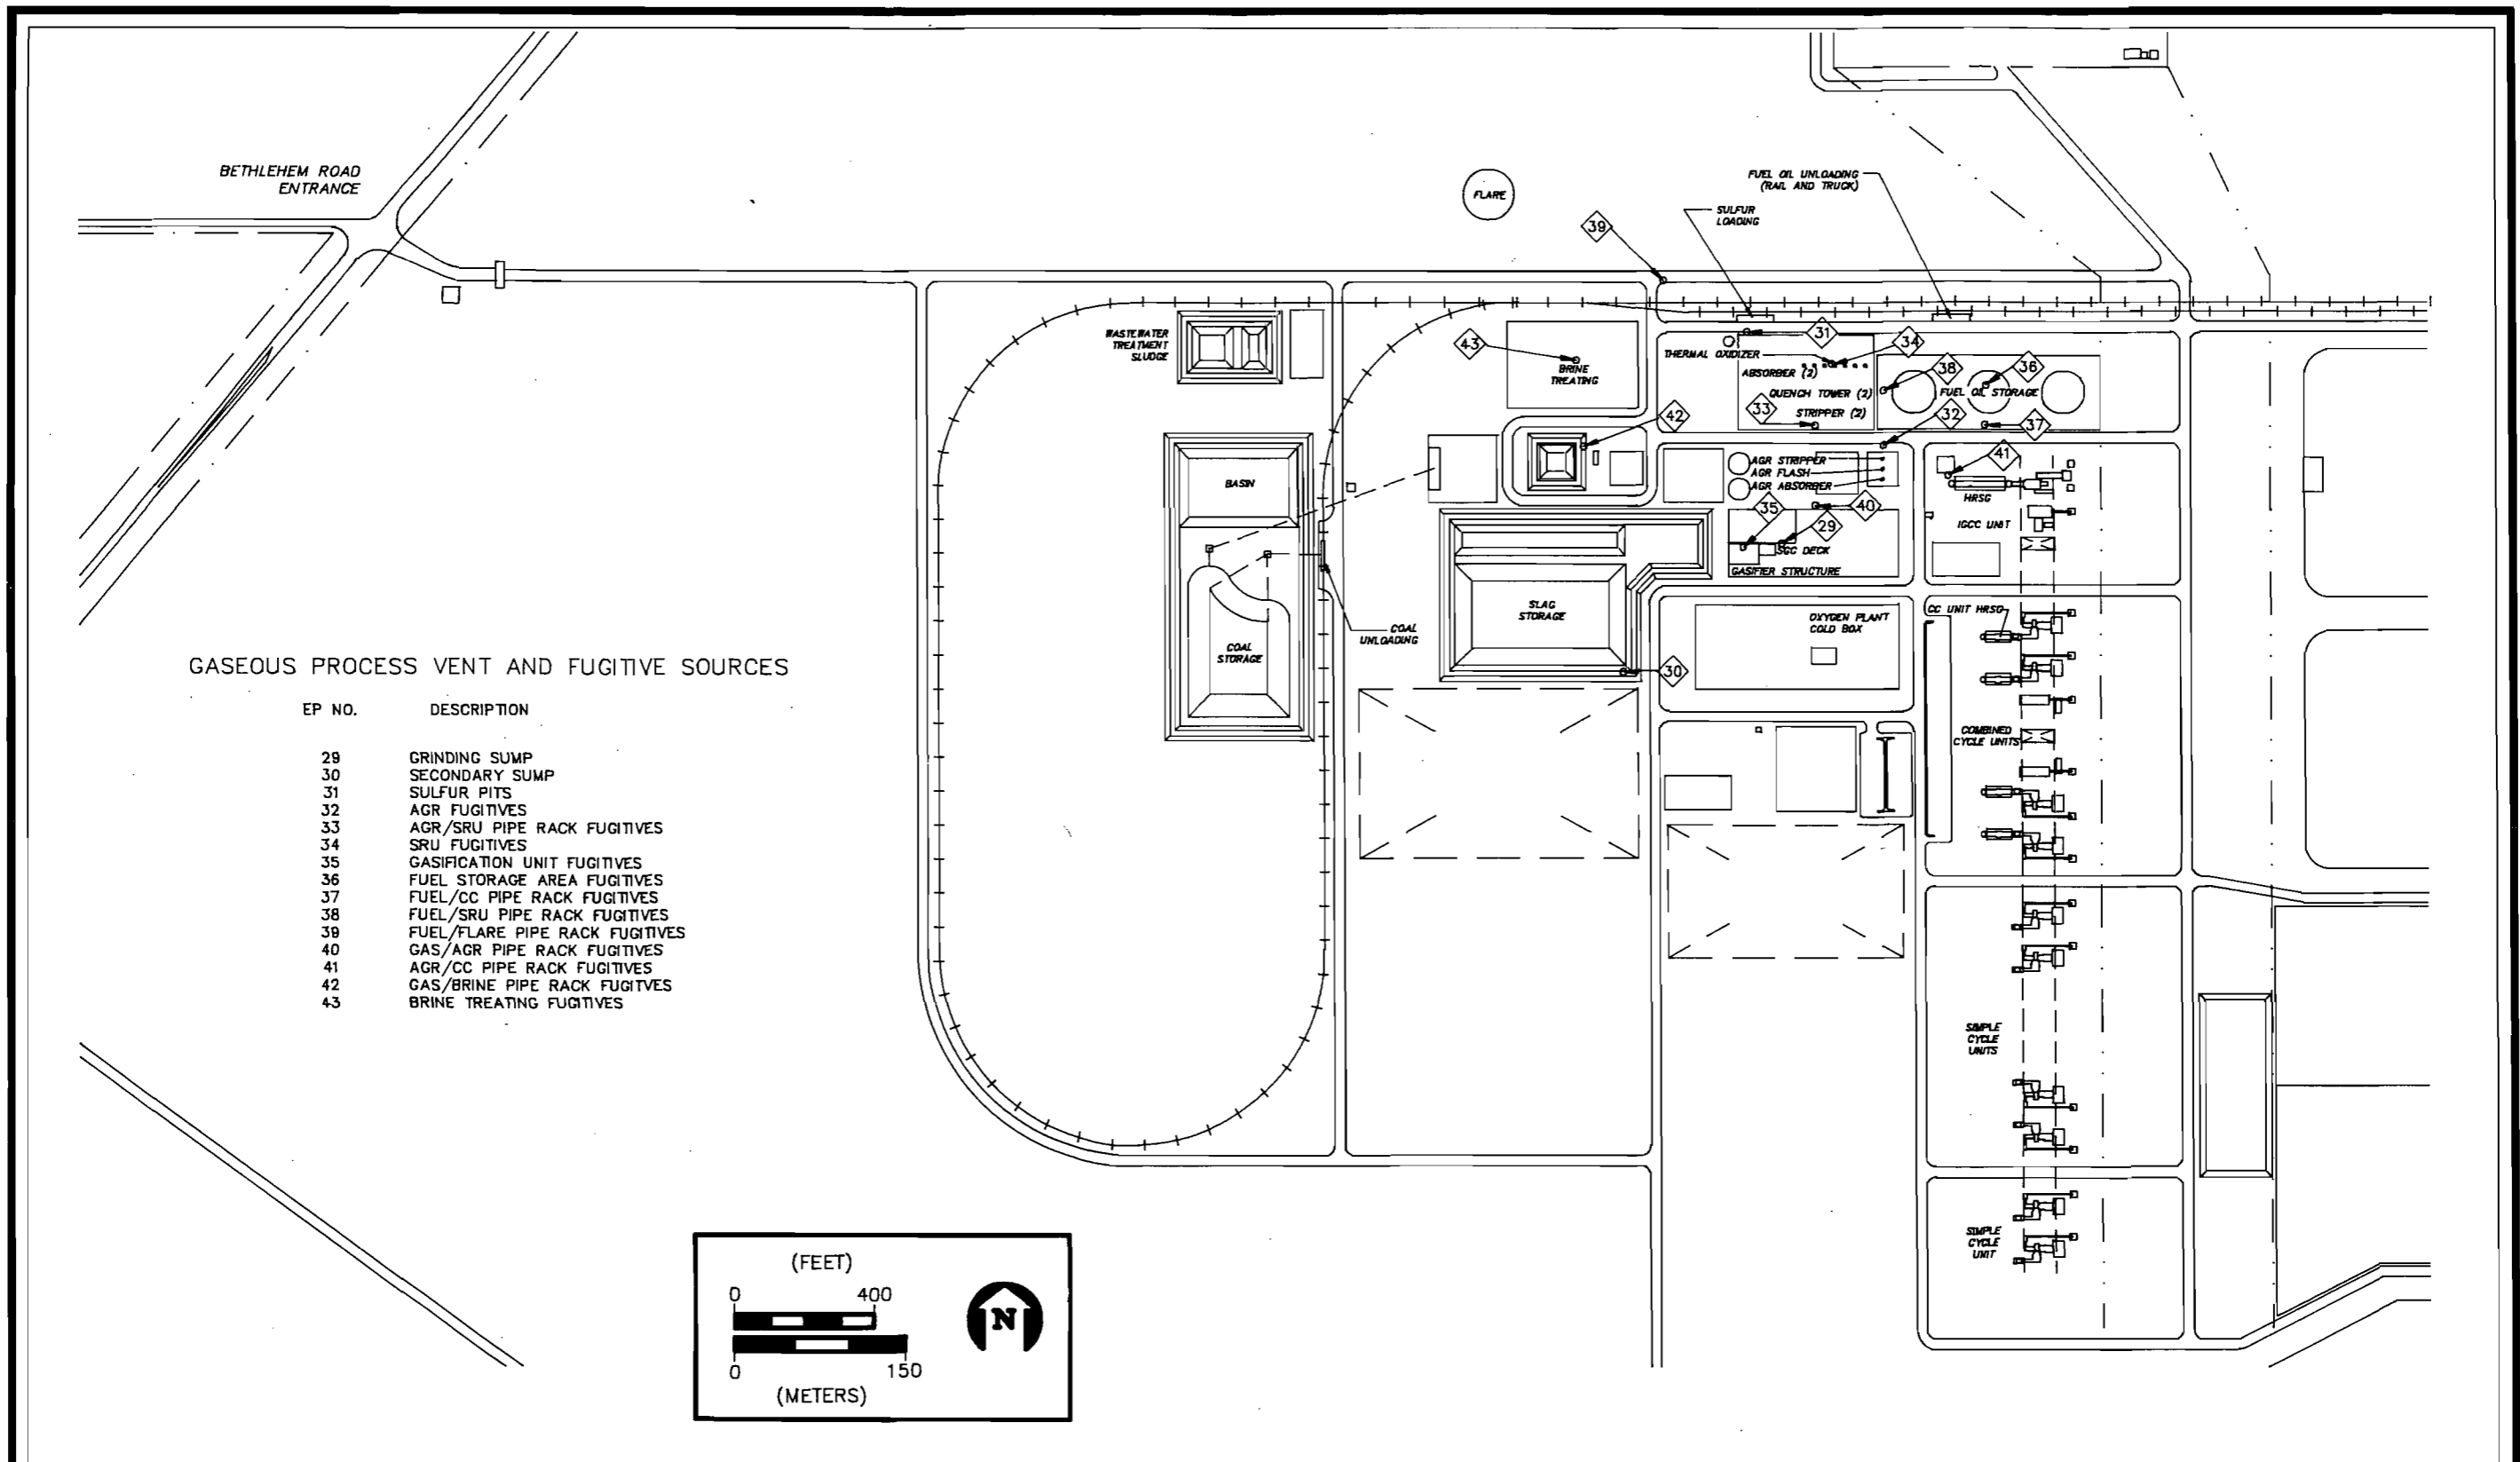 BETHLEHEM ROAD
ENTRANCE
FLARE
FUEL OIL UNLOADING
(RAIL AND TRUCK)
SULFUR
LOADING
39
WASTEWATER
TREATMENT
SLUDGE
43
BRINE
TREATING
31
34
THERMAL OXIDIZER
ABSORBER (2)
38
36
QUENCH TOWER (2)
FUEL OIL STORAGE
33
STRIPPER (2)
32
42
37
41
AGR STRIPPER
AGR FLASH
AGR ABSORBER
HRSG
BASIN
35
40
29
IGCC UNIT
SGC DECK
GASIFIER STRUCTURE
SLAG
STORAGE
OXYGEN PLANT
COLD BOX
CC UNIT HRSG
COAL
UNLOADING
COAL
STORAGE
30
COMBINED
CYCLE UNITS
GASEOUS PROCESS VENT AND FUGITIVE SOURCES
EP NO. DESCRIPTION
29 GRINDING SUMP
30 SECONDARY SUMP
31 SULFUR PITS
32 AGR FUGITIVES
33 AGR/SRU PIPE RACK FUGITIVES
34 SRU FUGITIVES
35 GASIFICATION UNIT FUGITIVES
36 FUEL STORAGE AREA FUGITIVES
37 FUEL/CC PIPE RACK FUGITIVES
38 FUEL/SRU PIPE RACK FUGITIVES
39 FUEL/FLARE PIPE RACK FUGITIVES
40 GAS/AGR PIPE RACK FUGITIVES
41 AGR/CC PIPE RACK FUGITIVES
42 GAS/BRINE PIPE RACK FUGITVES
43 BRINE TREATING FUGITIVES
SIMPLE
CYCLE
UNITS
SIMPLE
CYCLE
UNIT
(FEET)
0 400
N
0 150
(METERS)